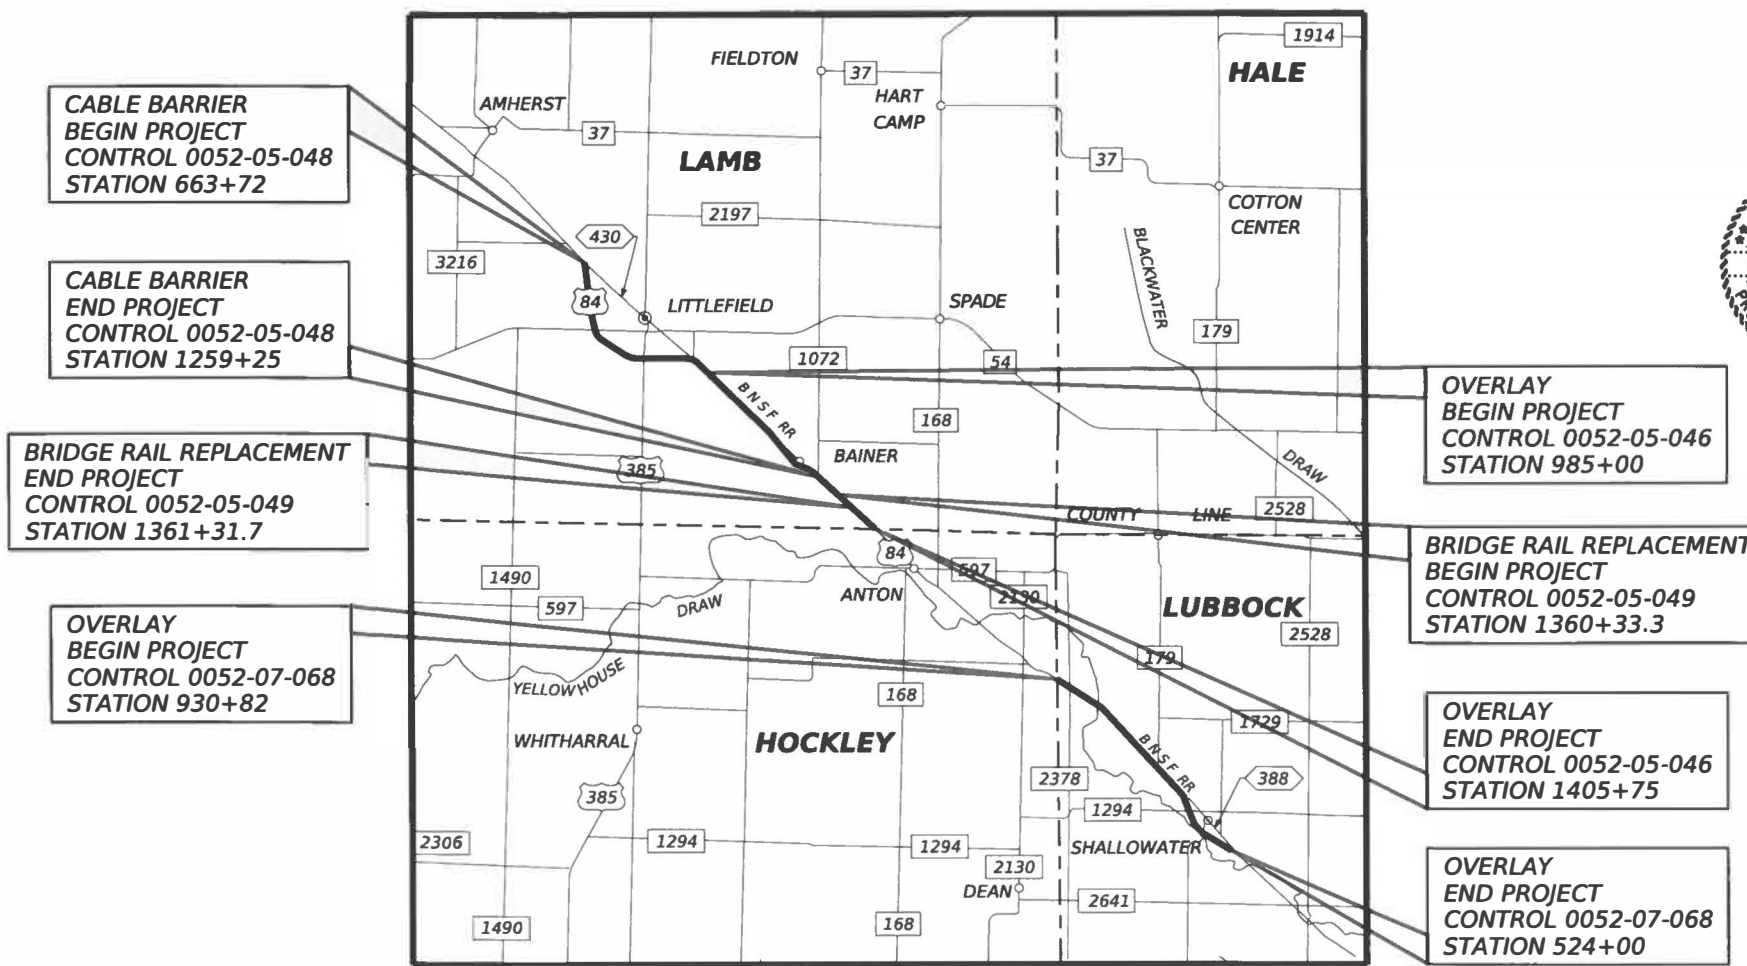 CABLE BARRIER
BEGIN PROJECT
CONTROL 0052-05-048
STATION 663+72
CABLE BARRIER
END PROJECT
CONTROL 0052-05-048
STATION 1259+25
BRIDGE RAIL REPLACEMENT
END PROJECT
CONTROL 0052-05-049
STATION 1361+31.7
OVERLAY
BEGIN PROJECT
CONTROL 0052-07-068
STATION 930+82
1914
FIELDTON
37
HALE
HART
CAMP
AMHERST
37
LAMB
37
2197
COTTON
CENTER
430
BLACKWATER
3216
84
LITTLEFIELD
SPADE
179
1072
54
BNSF RR
168
BAINER
385
DRAW
2528
COUNTY LINE
84
597
1490
ANTON
2130
597
DRAW
LUBBOCK
2528
179
YELLOWHOUSE
168
1729
WHITHARRAL
HOCKLEY
BNSF RR
2378
388
385
1294
2306
1294
1294
SHALLOWATER
2130
DEAN
2641
1490
168
OVERLAY
BEGIN PROJECT
CONTROL 0052-05-046
STATION 985+00
BRIDGE RAIL REPLACEMENT
BEGIN PROJECT
CONTROL 0052-05-049
STATION 1360+33.3
OVERLAY
END PROJECT
CONTROL 0052-05-046
STATION 1405+75
OVERLAY
END PROJECT
CONTROL 0052-07-068
STATION 524+00